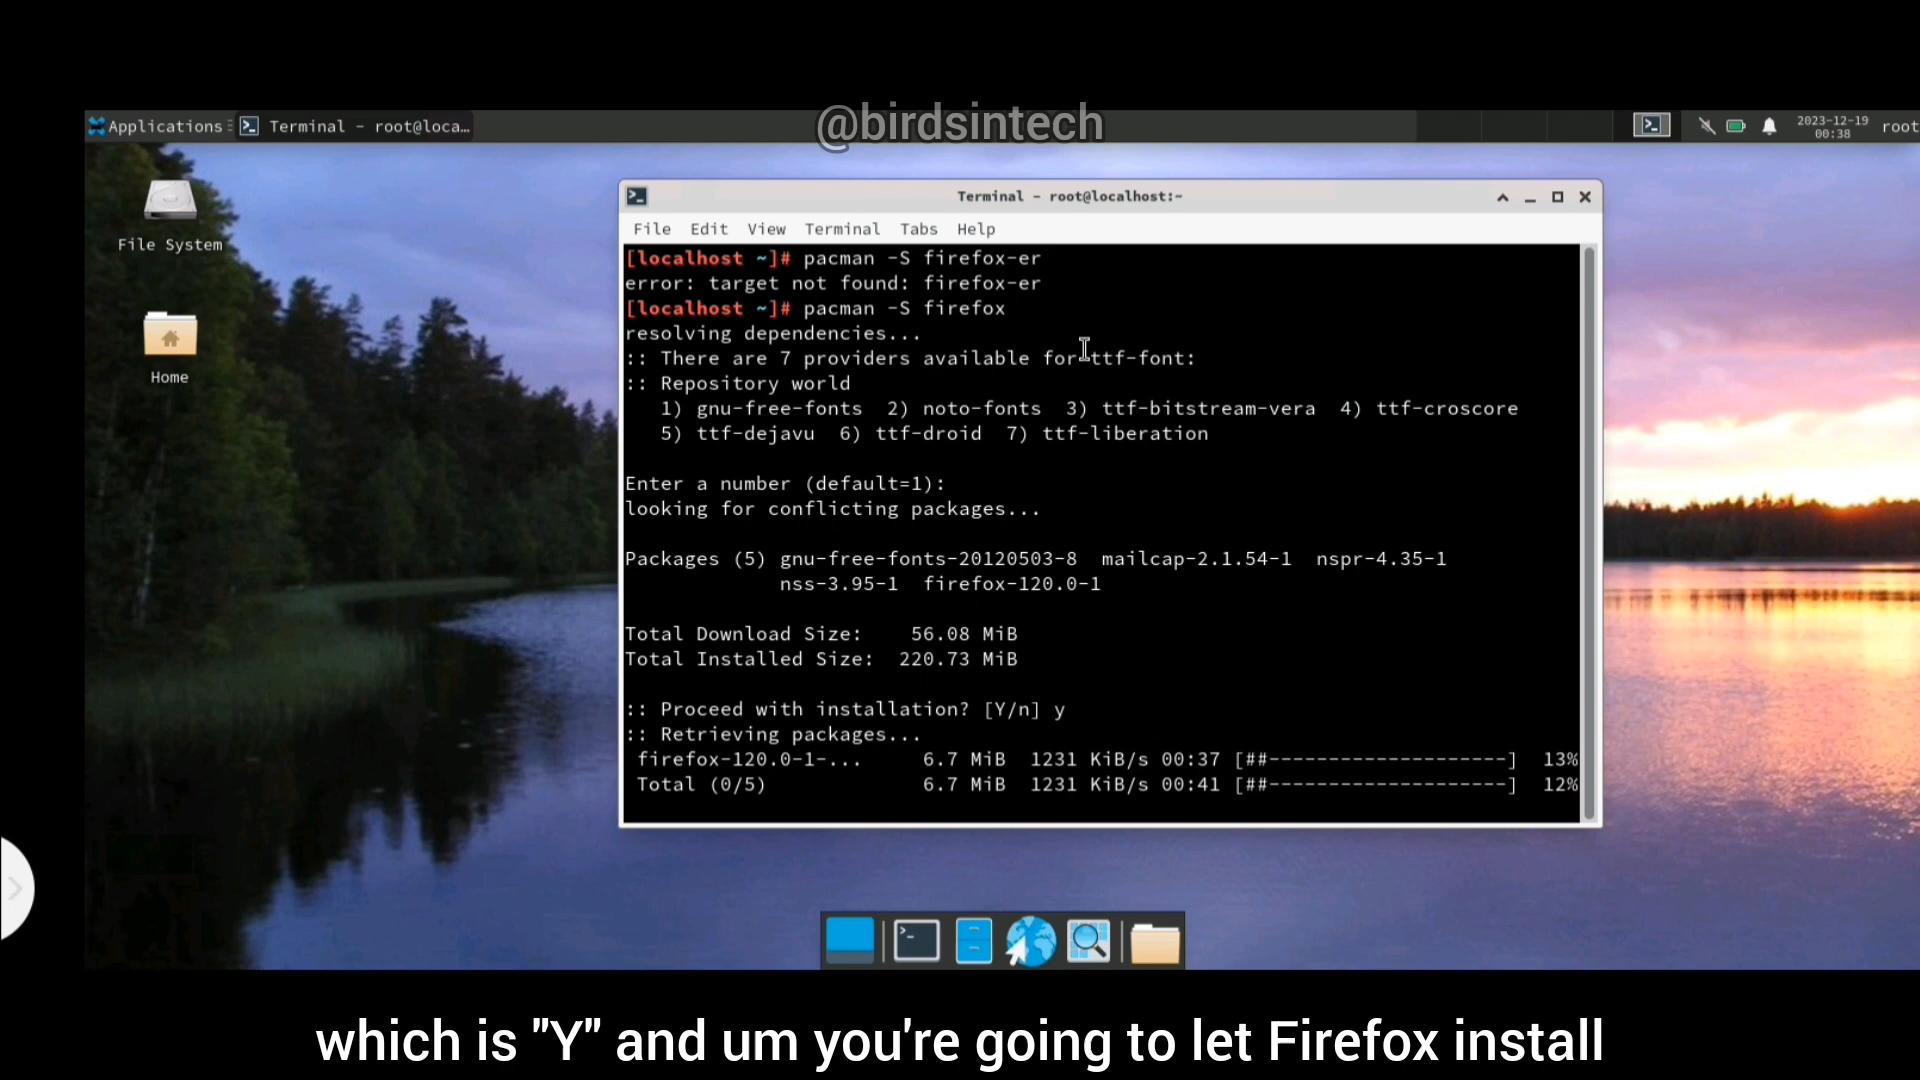 @birdsintech
Applications
Terminal - root@loca...
2023-12-19
00:38
root
File System
Home
Terminal - root@localhost:~
File Edit View Terminal Tabs Help
[localhost ~]# pacman -S firefox-er
error: target not found: firefox-er
[localhost ~]# pacman -S firefox
resolving dependencies...
:: There are 7 providers available for ttf-font:
:: Repository world
1) gnu-free-fonts 2) noto-fonts 3) ttf-bitstream-vera 4) ttf-croscore
5) ttf-dejavu 6) ttf-droid 7) ttf-liberation
Enter a number (default=1):
looking for conflicting packages...
Packages (5) gnu-free-fonts-20120503-8 mailcap-2.1.54-1 nspr-4.35-1
nss-3.95-1 firefox-120.0-1
Total Download Size: 56.08 MiB
Total Installed Size: 220.73 MiB
:: Proceed with installation? [Y/n] y
:: Retrieving packages...
firefox-120.0-1-... 6.7 MiB 1231 KiB/s 00:37 [##--------------------] 13%
Total (0/5) 6.7 MiB 1231 KiB/s 00:41 [##--------------------] 12%
which is "Y" and um you're going to let Firefox install